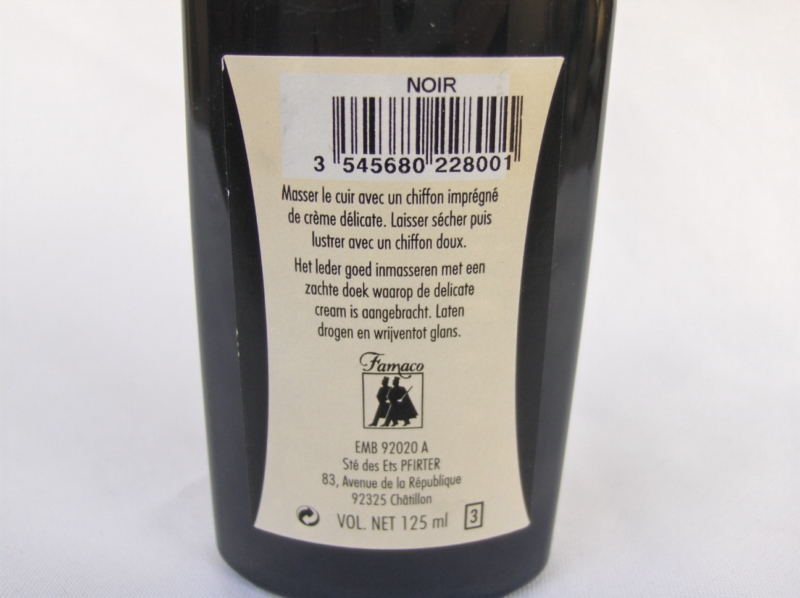 NOIR
3 545680 228001
Masser le cuir avec un chiffon imprégné
de crème délicate. Laisser sécher puis
lustrer avec un chiffon doux.
Het leder goed inmasseren met een
zachte doek waarop de delicate
cream is aangebracht. Laten
drogen en wrijventot glans.
Famaco
EMB 92020 A
Sté des Ets PFIRTER
83, Avenue de la République
92325 Châtillon
VOL. NET 125 ml 3